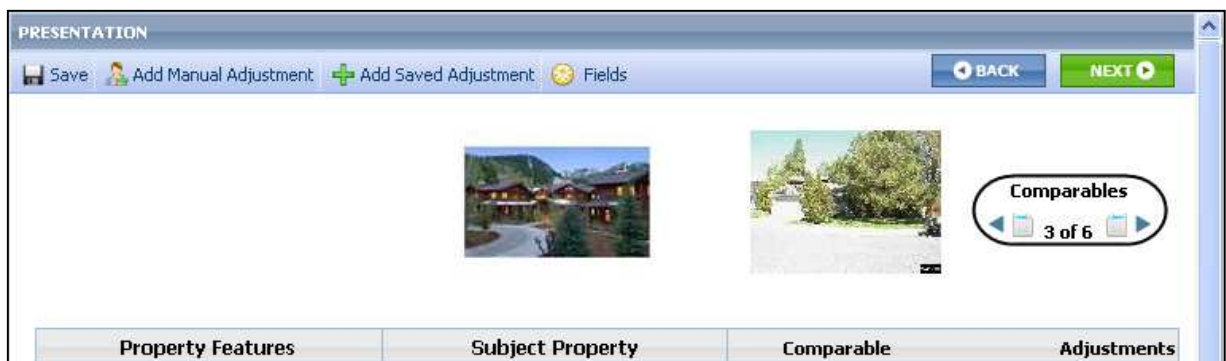 PRESENTATION
Save Add Manual Adjustment Add Saved Adjustment Fields BACK NEXT
Comparables
3 of 6
Property Features Subject Property Comparable Adjustments